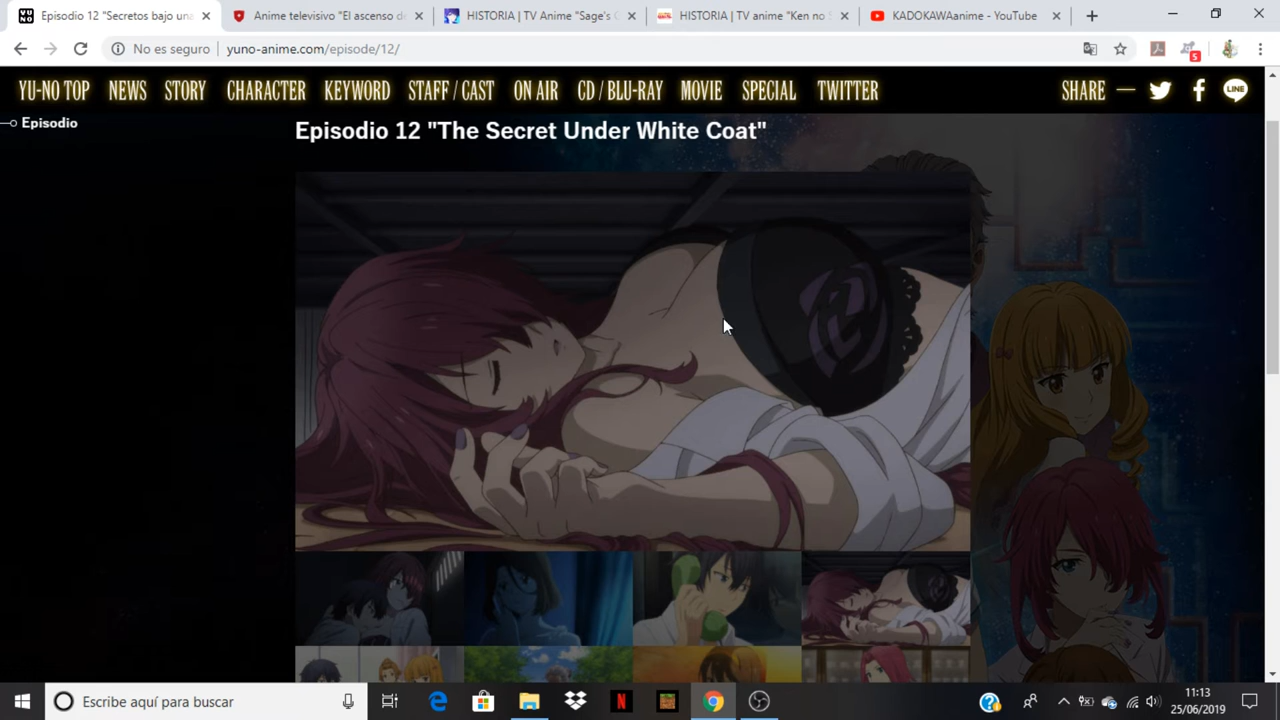 Episodio 12 "Secretos bajo una
Anime televisivo "El ascenso de
HISTORIA | TV Anime "Sage's G
HISTORIA | TV anime "Ken no S
KADOKAWAanime - YouTube
No es seguro
yuno-anime.com/episode/12/
5
YU-NO TOP
NEWS
STORY
CHARACTER
KEYWORD
STAFF / CAST
ON AIR
CD / BLU-RAY
MOVIE
SPECIAL
TWITTER
SHARE
LINE
Episodio
Episodio 12 "The Secret Under White Coat"
Escribe aquí para buscar
11:13
25/06/2019